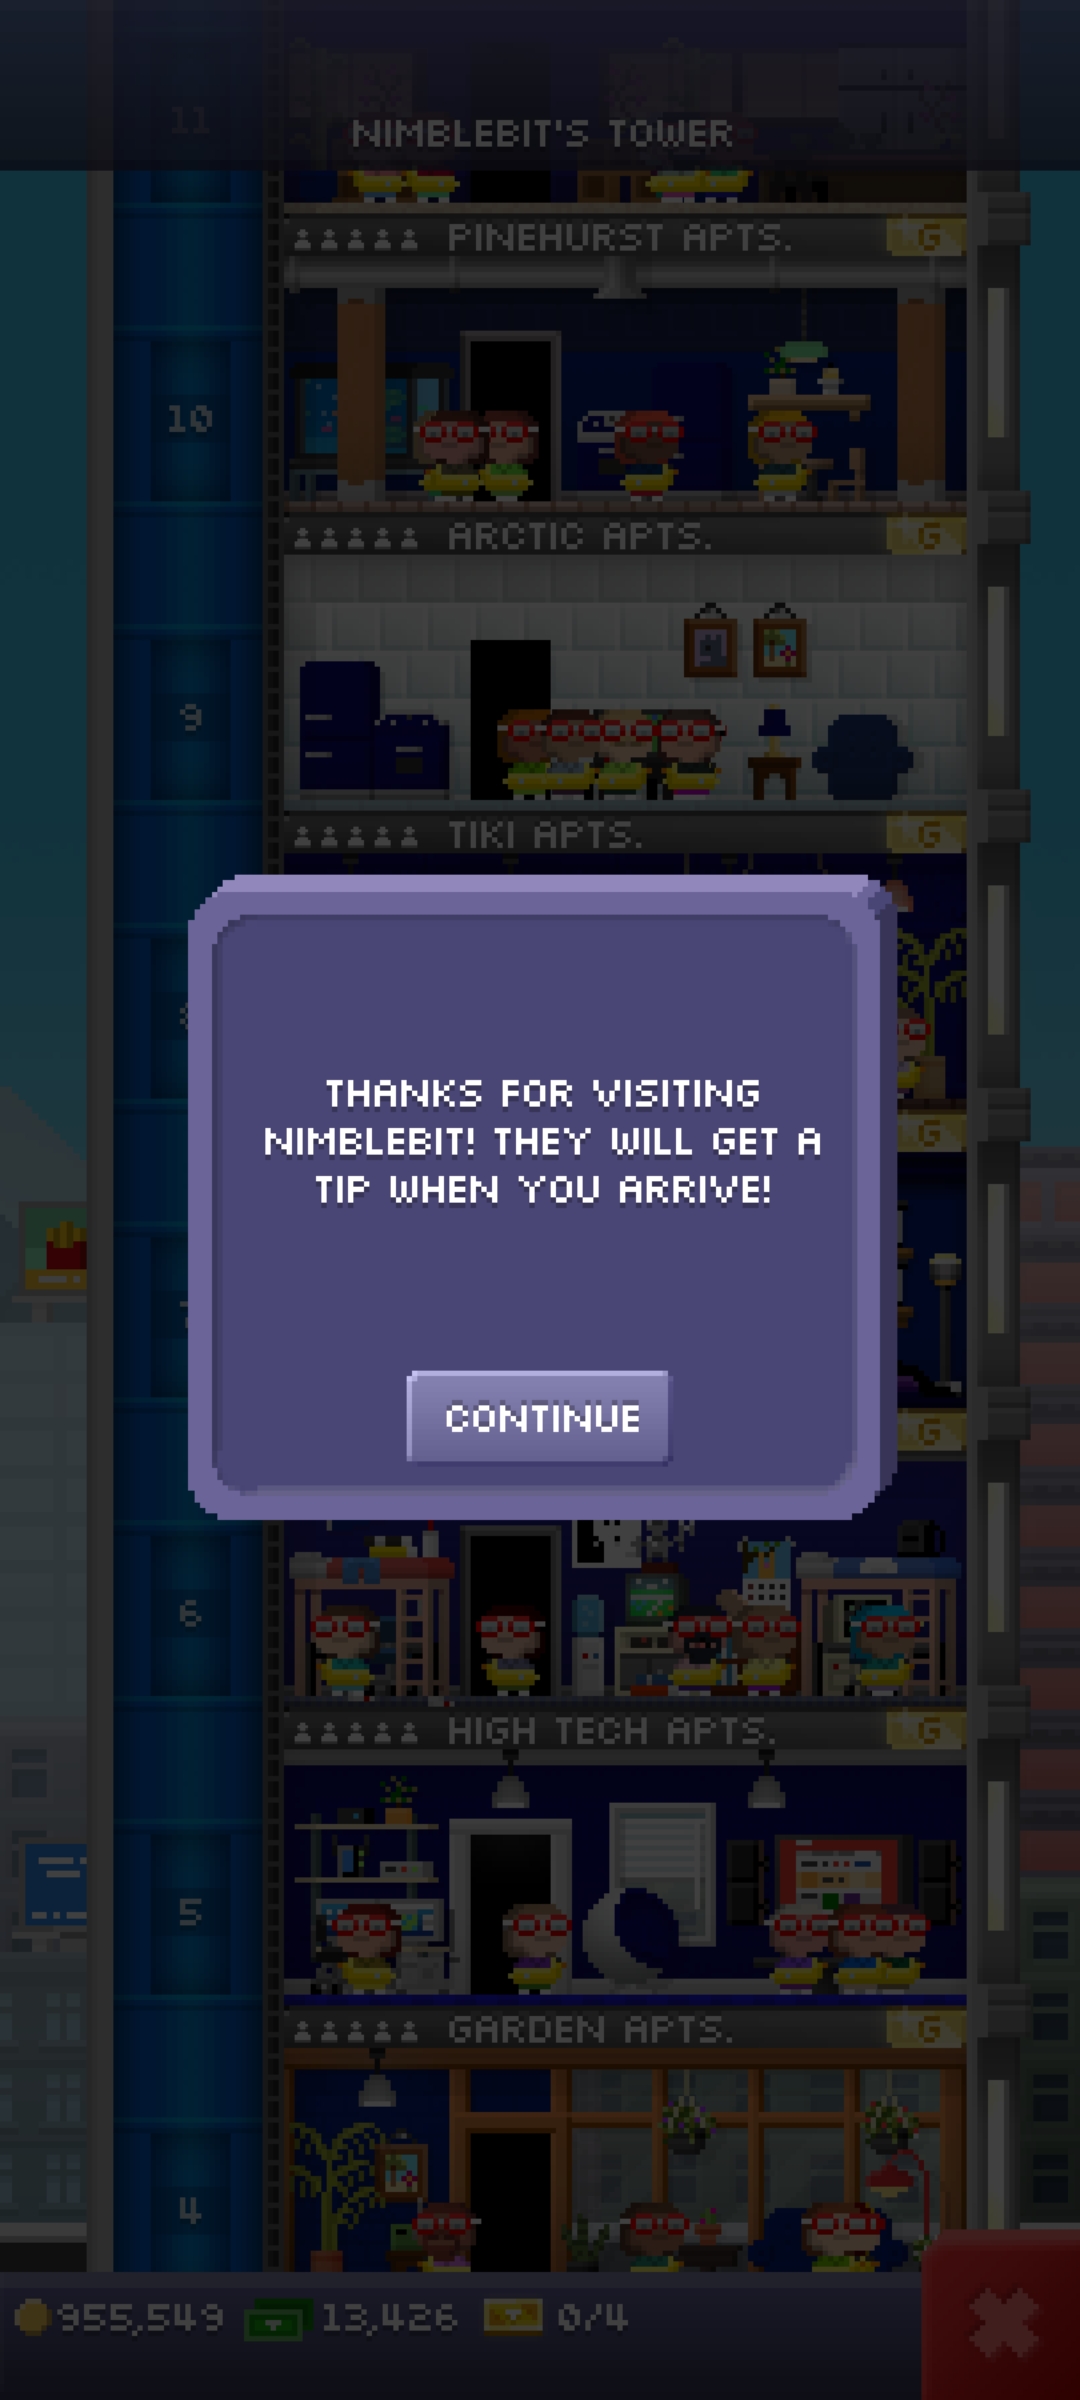 11
NIMBLEBIT'S TOWER
PINEHURST APTS. G
10
ARCTIC APTS. G
9
TIKI APTS. G
G
THANKS FOR VISITING
NIMBLEBIT! THEY WILL GET A
TIP WHEN YOU ARRIVE!
CONTINUE
G
6
HIGH TECH APTS. G
5
GARDEN APTS. G
4
955,549 13,426 0/4